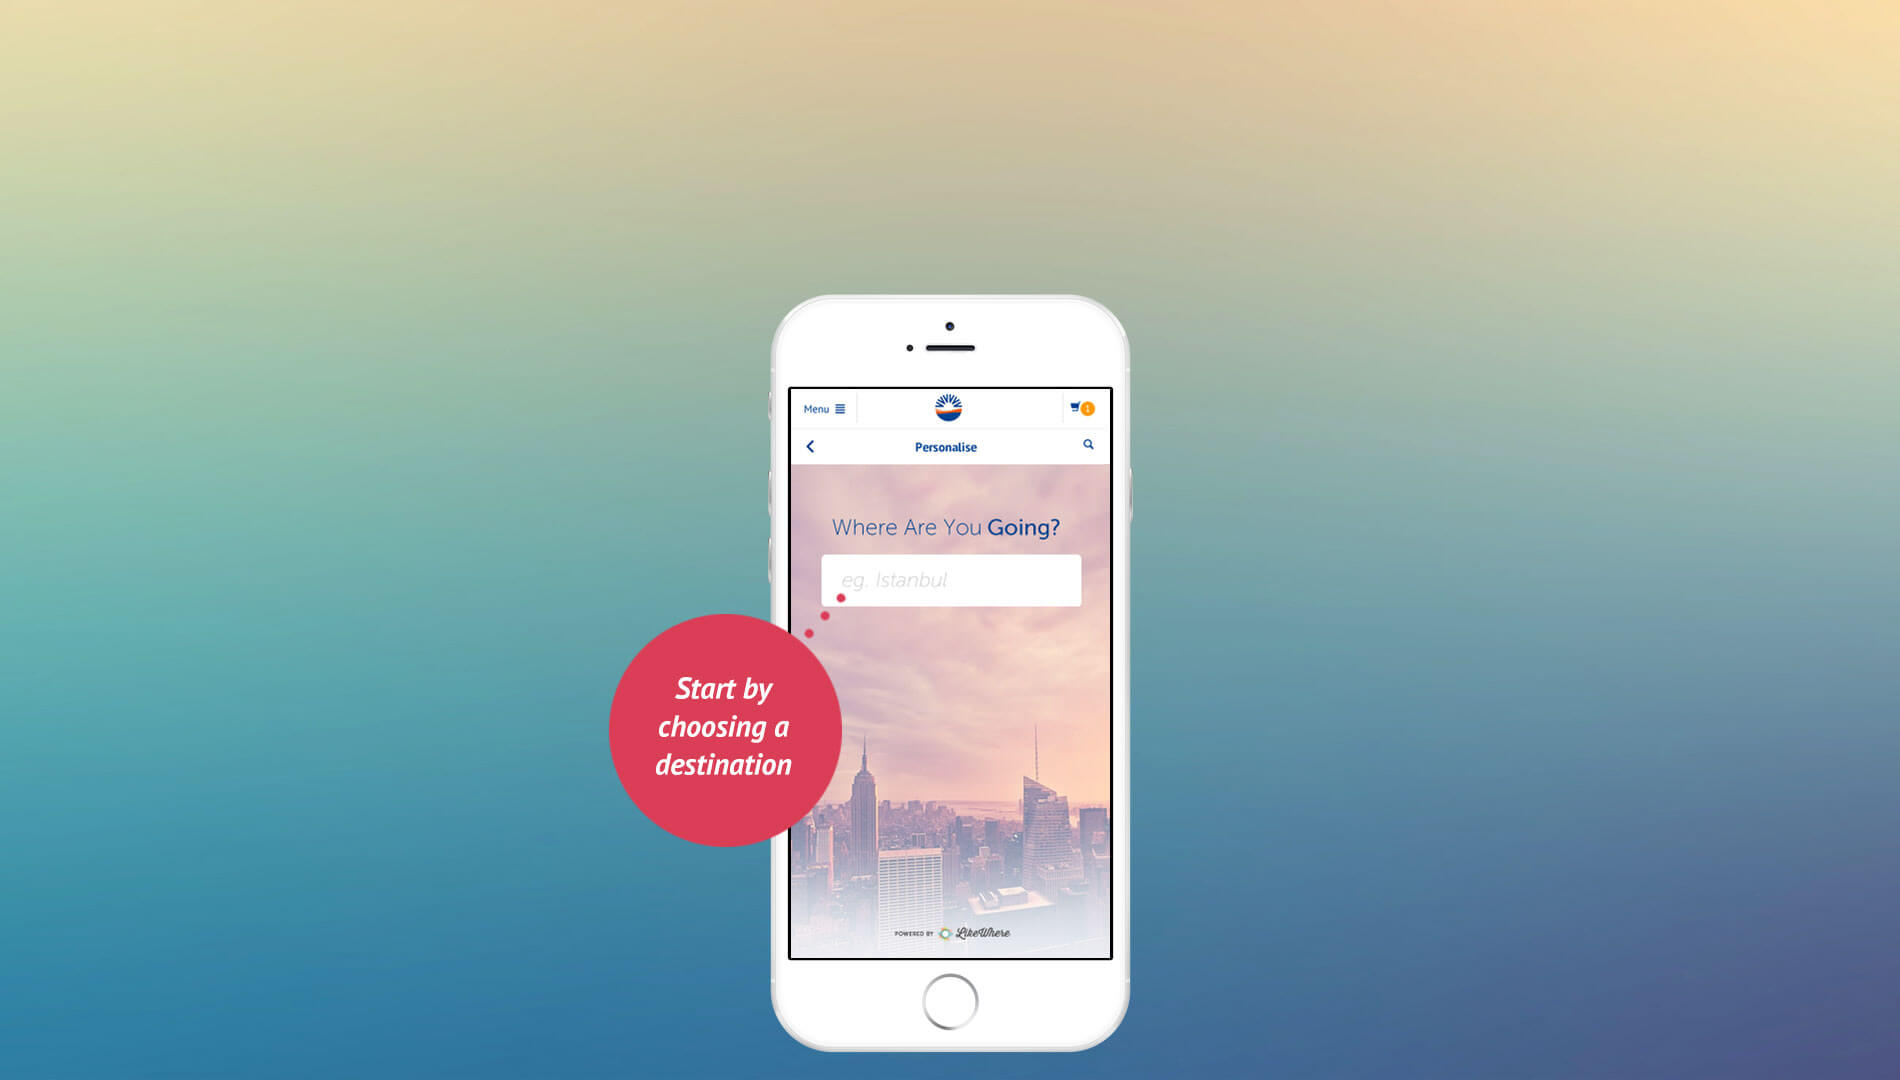 Menu
1
Personalise
Where Are You Going?
eg. Istanbul
Start by
choosing a
destination
POWERED BY LikeWhere